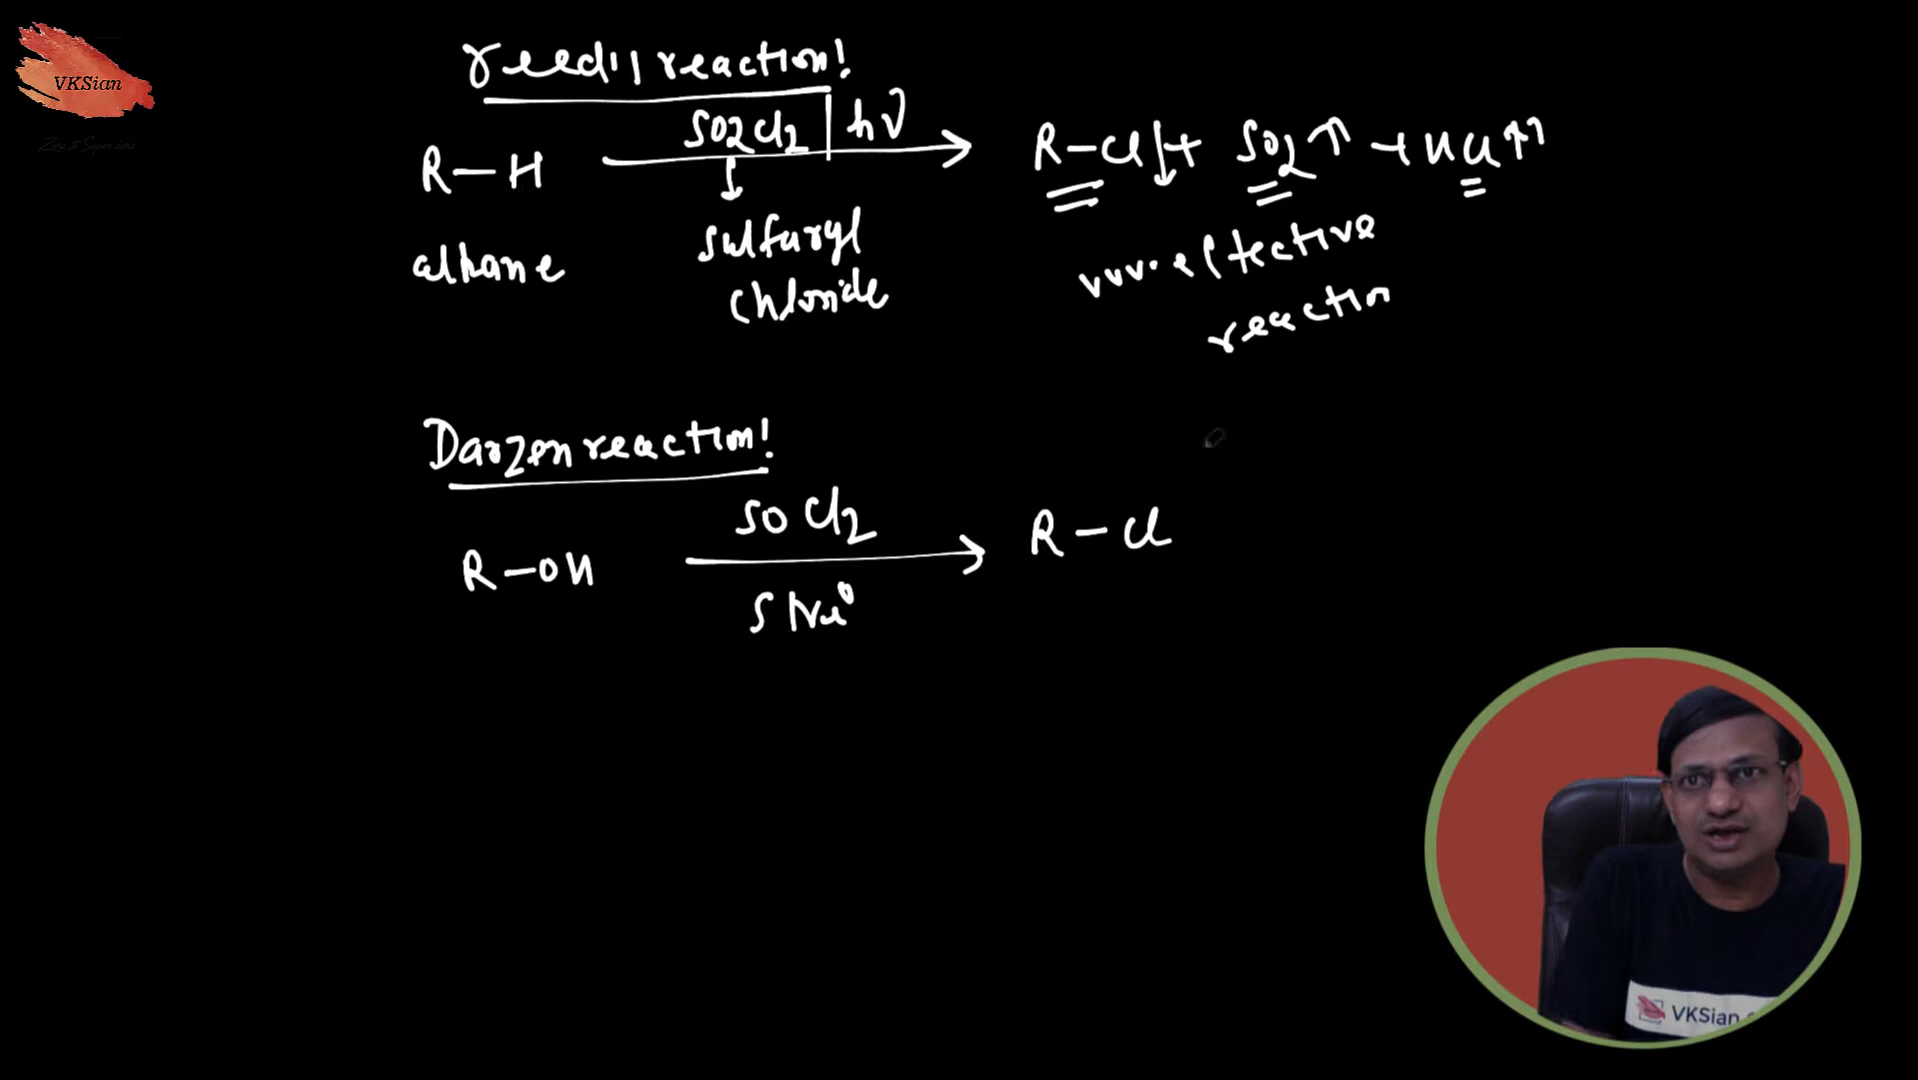 VKSian
reed's reaction!
SO2Cl2 | hν
R-H → R-Cl↓ + SO2↑ + HCl↑↑
alkane
sulfuryl
chloride
vvv. effective
reaction
Darzen reaction!
SOCl2
R-OH → R-Cl
SNi
VKSian.